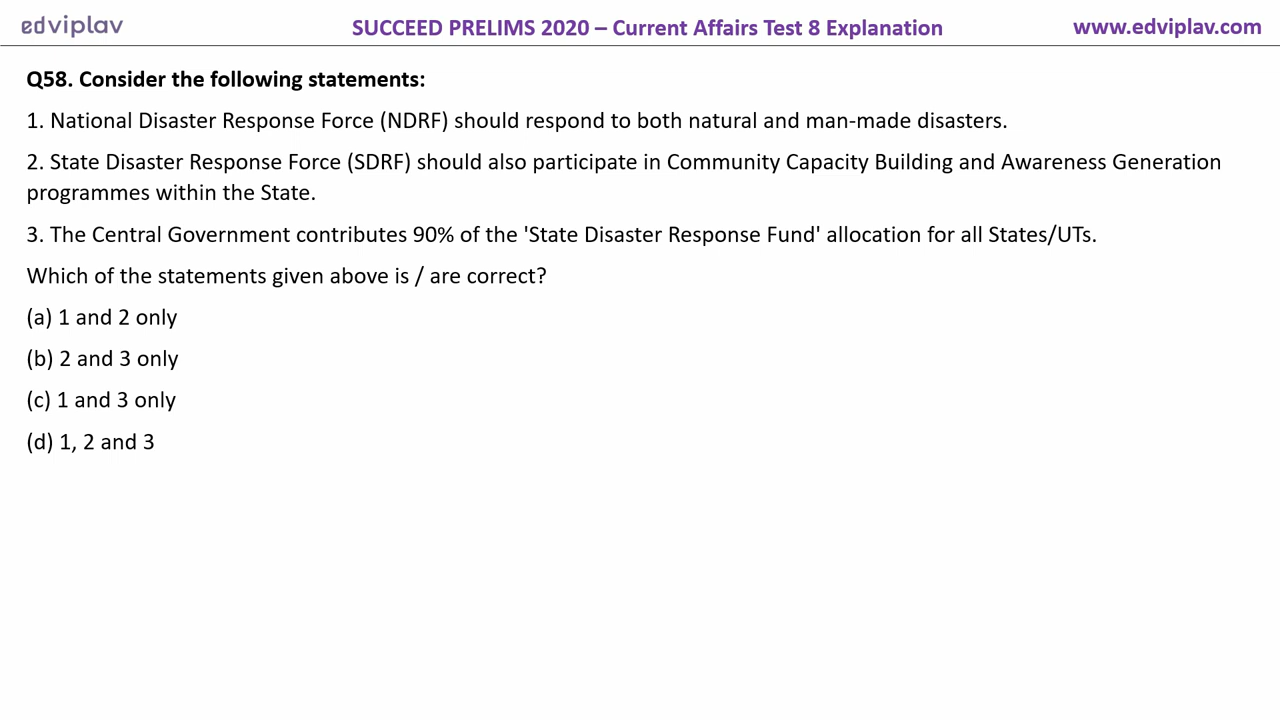 edviplav
SUCCEED PRELIMS 2020 – Current Affairs Test 8 Explanation
www.edviplav.com
Q58. Consider the following statements:
1. National Disaster Response Force (NDRF) should respond to both natural and man-made disasters.
2. State Disaster Response Force (SDRF) should also participate in Community Capacity Building and Awareness Generation
programmes within the State.
3. The Central Government contributes 90% of the 'State Disaster Response Fund' allocation for all States/UTs.
Which of the statements given above is / are correct?
(a) 1 and 2 only
(b) 2 and 3 only
(c) 1 and 3 only
(d) 1, 2 and 3